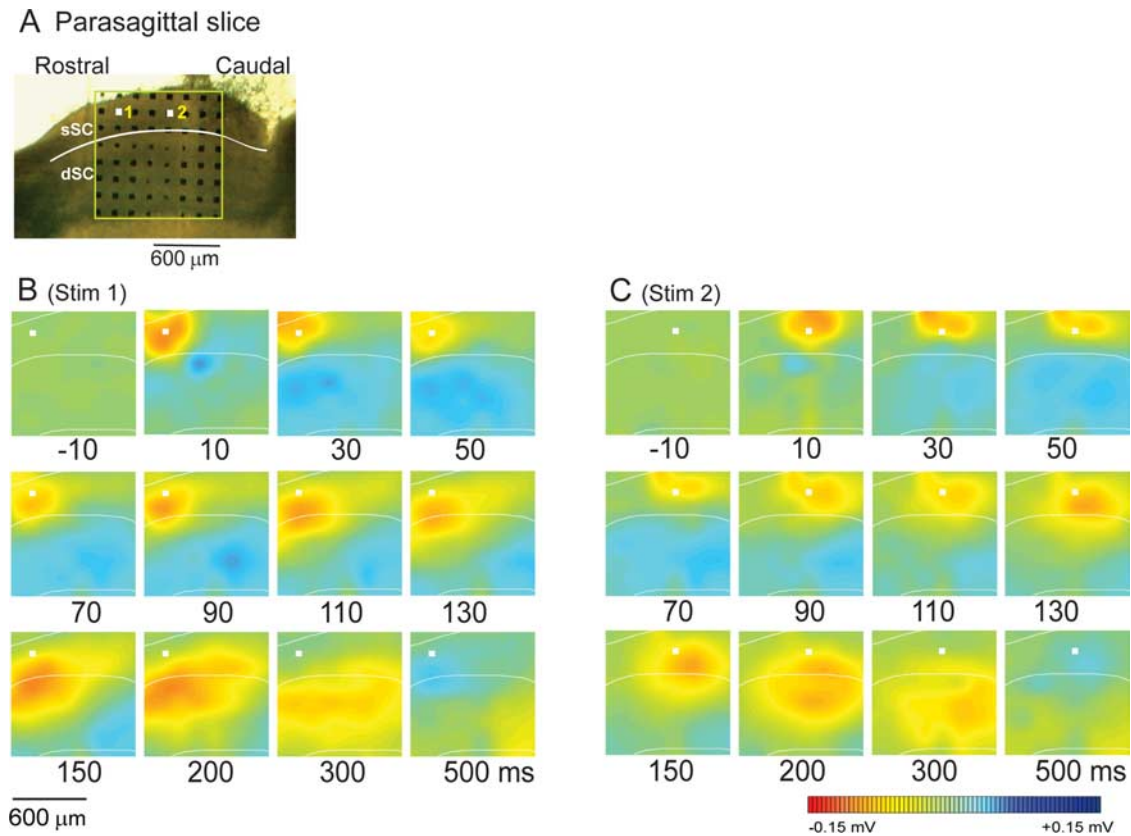 A Parasagittal slice
Rostral Caudal
1 2
sSC
dSC
600 μm
B (Stim 1)
-10 10 30 50
70 90 110 130
150 200 300 500 ms
600 μm
C (Stim 2)
-10 10 30 50
70 90 110 130
150 200 300 500 ms
-0.15 mV +0.15 mV